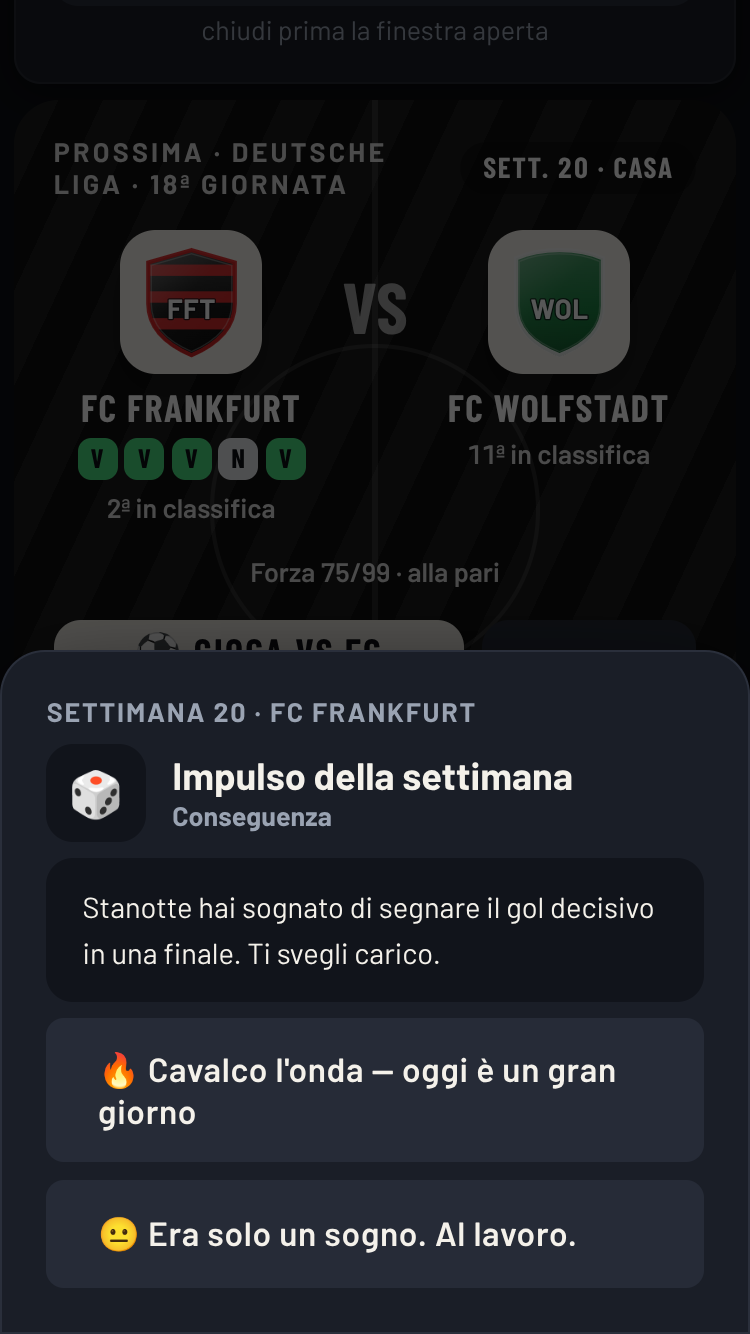 chiudi prima la finestra aperta
PROSSIMA · DEUTSCHE
LIGA · 18ª GIORNATA
SETT. 20 · CASA
FFT
VS
WOL
FC FRANKFURT
FC WOLFSTADT
V V V N V
11ª in classifica
2ª in classifica
Forza 75/99 · alla pari
GIOCA VS FC
SETTIMANA 20 · FC FRANKFURT
Impulso della settimana
Conseguenza
Stanotte hai sognato di segnare il gol decisivo
in una finale. Ti svegli carico.
🔥 Cavalco l'onda — oggi è un gran
giorno
😐 Era solo un sogno. Al lavoro.